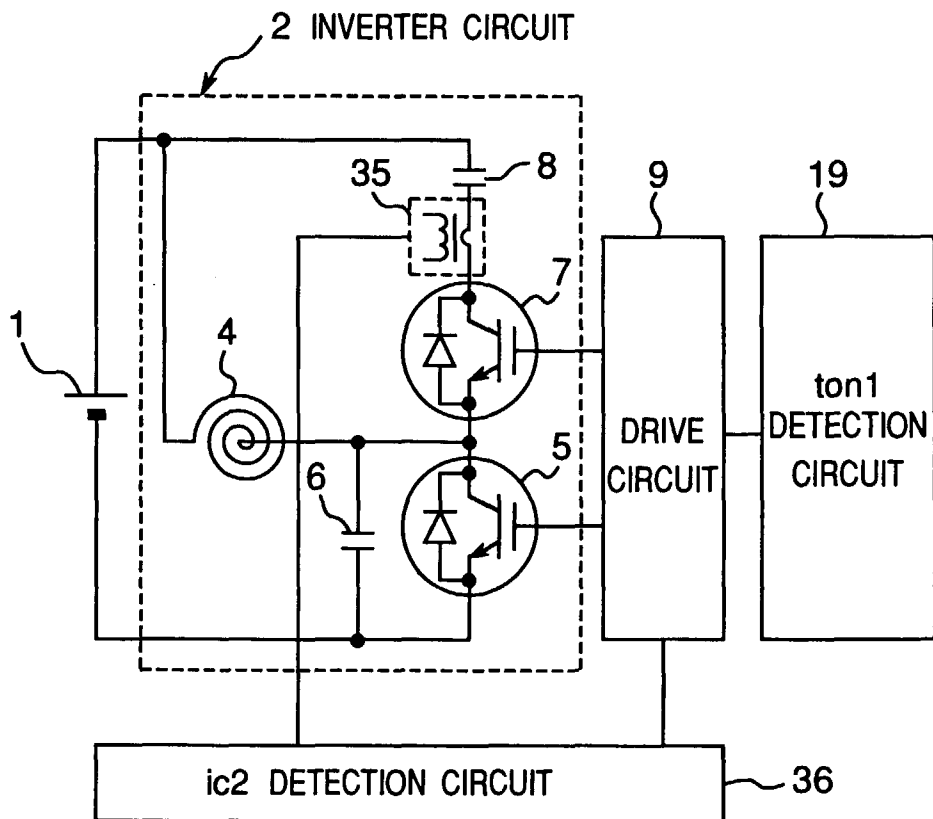 2 INVERTER CIRCUIT
8
35
9
19
7
1
4
ton1
DETECTION
CIRCUIT
DRIVE
CIRCUIT
5
6
ic2 DETECTION CIRCUIT
36